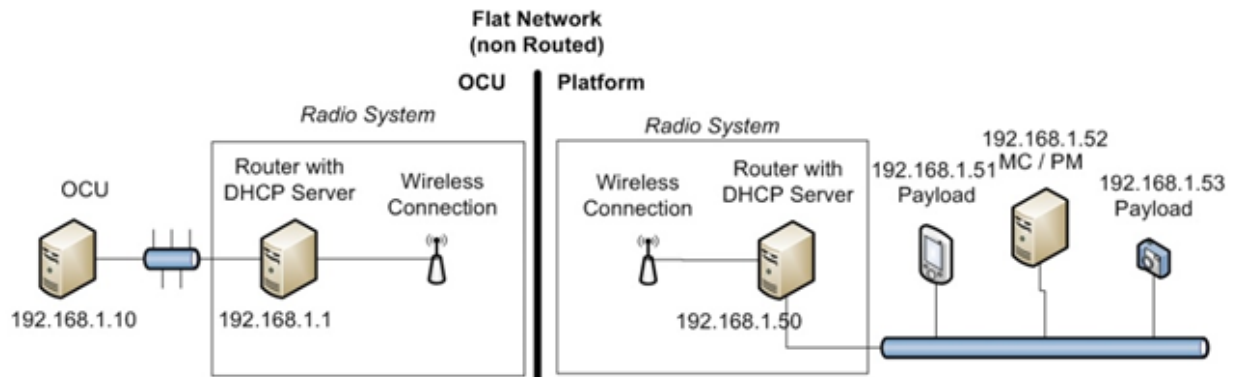 Flat Network
(non Routed)
OCU
Platform
Radio System
Router with
DHCP Server
Wireless
Connection
OCU
192.168.1.10
192.168.1.1
Radio System
Wireless
Connection
Router with
DHCP Server
192.168.1.50
192.168.1.51
Payload
192.168.1.52
MC / PM
192.168.1.53
Payload